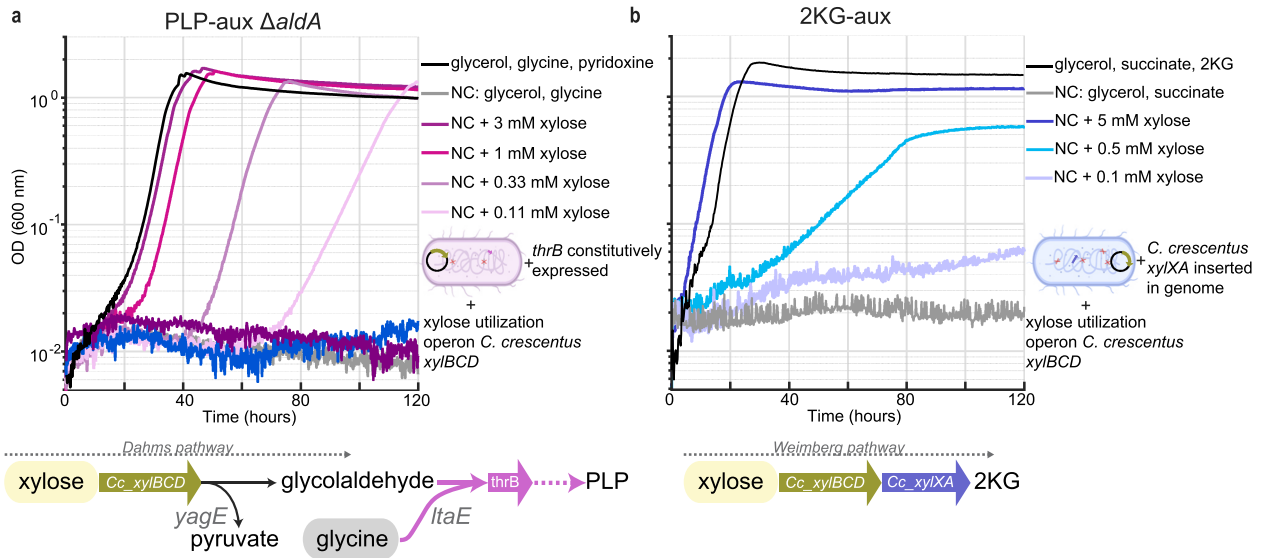 a
PLP-aux ΔaldA
OD (600 nm)
10⁰
10⁻¹
10⁻²
0
40
80
120
Time (hours)
glycerol, glycine, pyridoxine
NC: glycerol, glycine
NC + 3 mM xylose
NC + 1 mM xylose
NC + 0.33 mM xylose
NC + 0.11 mM xylose
+
thrB constitutively
expressed
+
xylose utilization
operon C. crescentus
xylBCD
b
2KG-aux
0
40
80
120
Time (hours)
glycerol, succinate, 2KG
NC: glycerol, succinate
NC + 5 mM xylose
NC + 0.5 mM xylose
NC + 0.1 mM xylose
+
C. crescentus
xylXA inserted
in genome
+
xylose utilization
operon C. crescentus
xylBCD
Dahms pathway
xylose
Cc_xylBCD
glycolaldehyde
thrB
PLP
yagE
ltaE
pyruvate
glycine
Weimberg pathway
xylose
Cc_xylBCD
Cc_xylXA
2KG